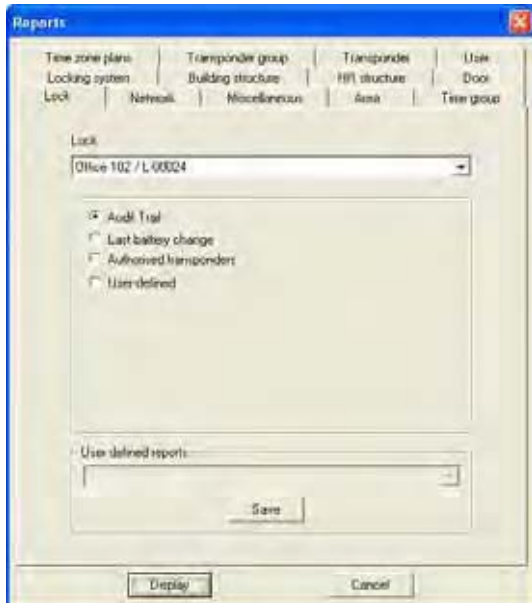 Reports
Time zone plans Transponder group Transponder User
Locking system Building structure HR structure Door
Lock Network Miscellaneous Area Time group
Lock
Office 102 / L-00024
Audit Trail
Last battery change
Authorised transponders
User-defined
User defined reports
Save
Display Cancel